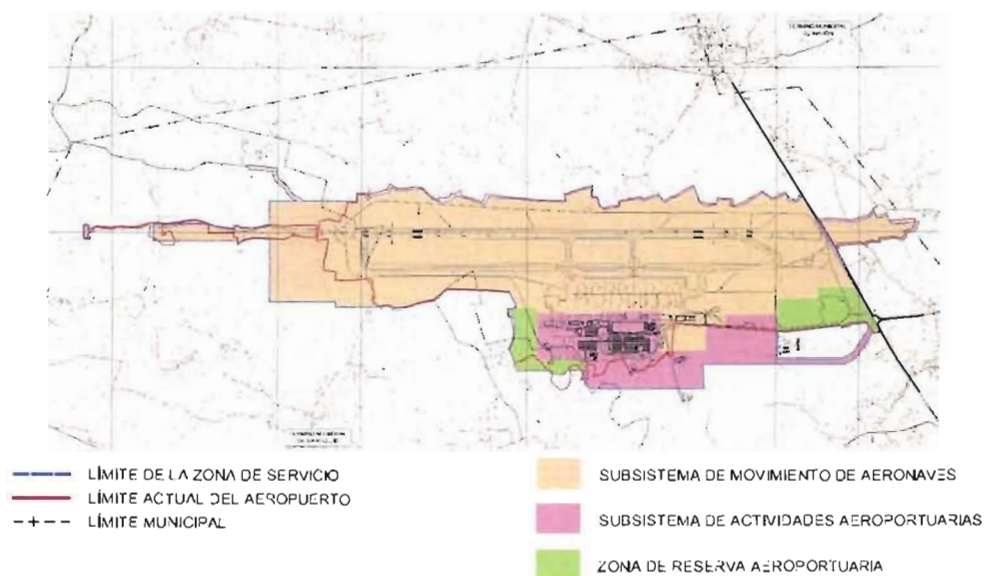 LÍMITE DE LA ZONA DE SERVICIO
LÍMITE ACTUAL DEL AEROPUERTO
LÍMITE MUNICIPAL
SUBSISTEMA DE MOVIMIENTO DE AERONAVES
SUBSISTEMA DE ACTIVIDADES AEROPORTUARIAS
ZONA DE RESERVA AEROPORTUARIA